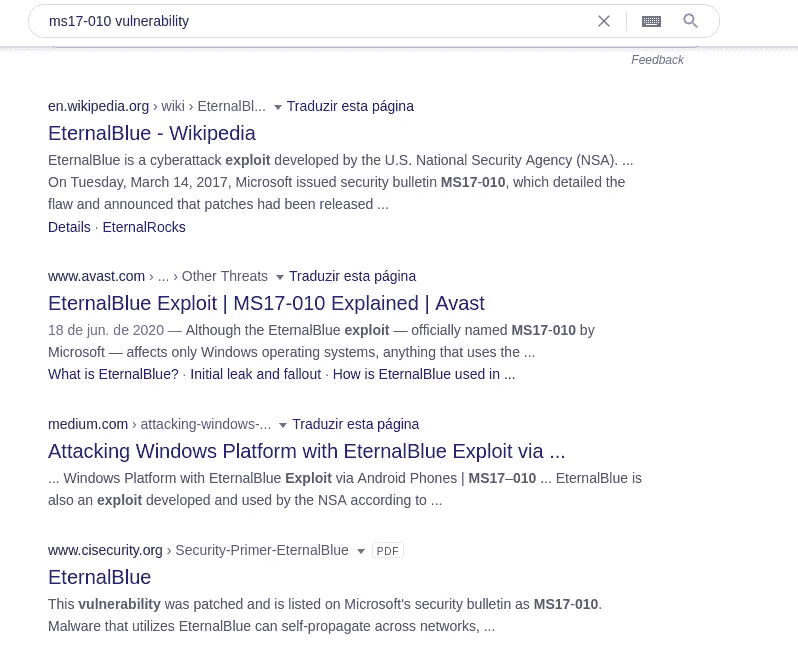 ms17-010 vulnerability
Feedback
en.wikipedia.org › wiki › EternalBl... Traduzir esta página
EternalBlue - Wikipedia
EternalBlue is a cyberattack exploit developed by the U.S. National Security Agency (NSA). ...
On Tuesday, March 14, 2017, Microsoft issued security bulletin MS17-010, which detailed the
flaw and announced that patches had been released ...
Details · EternalRocks
www.avast.com › ... › Other Threats Traduzir esta página
EternalBlue Exploit | MS17-010 Explained | Avast
18 de jun. de 2020 — Although the EternalBlue exploit — officially named MS17-010 by
Microsoft — affects only Windows operating systems, anything that uses the ...
What is EternalBlue? · Initial leak and fallout · How is EternalBlue used in ...
medium.com › attacking-windows-... Traduzir esta página
Attacking Windows Platform with EternalBlue Exploit via ...
... Windows Platform with EternalBlue Exploit via Android Phones | MS17–010 ... EternalBlue is
also an exploit developed and used by the NSA according to ...
www.cisecurity.org › Security-Primer-EternalBlue PDF
EternalBlue
This vulnerability was patched and is listed on Microsoft's security bulletin as MS17-010.
Malware that utilizes EternalBlue can self-propagate across networks, ...